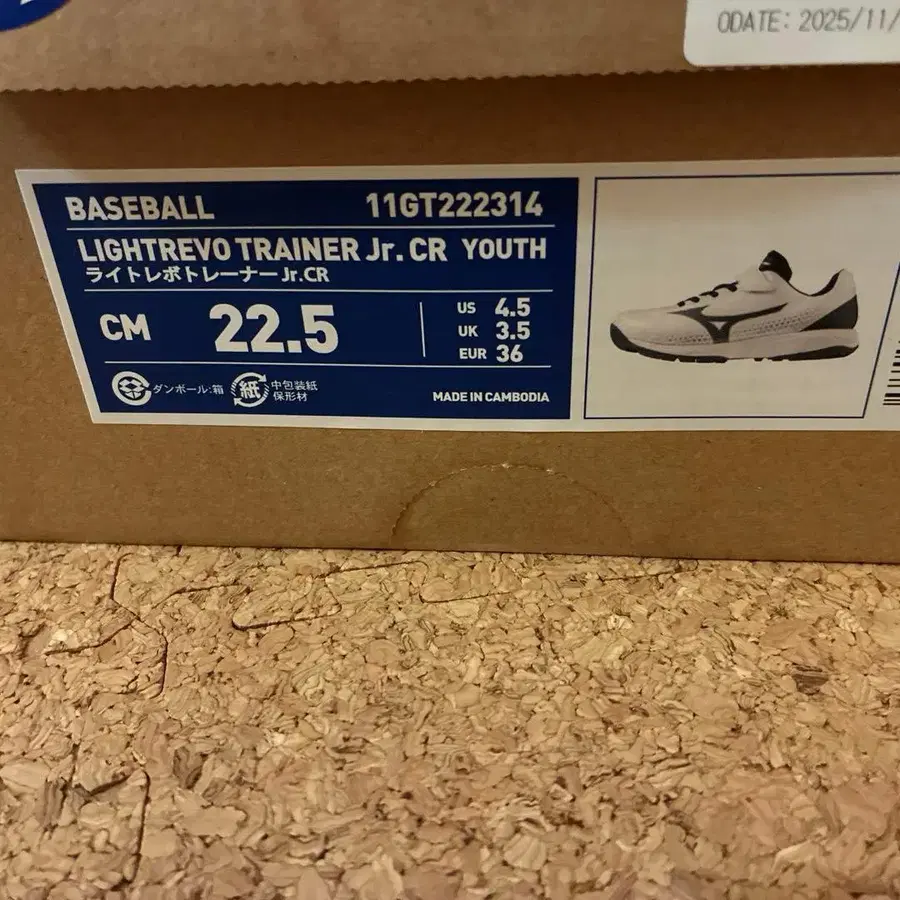 ODATE: 2025/11/
BASEBALL 11GT222314
LIGHTREVO TRAINER Jr. CR YOUTH
ライトレボトレーナー Jr.CR
CM 22.5
US 4.5
UK 3.5
EUR 36
ダンボール:箱
紙 中包装紙
保形材
MADE IN CAMBODIA